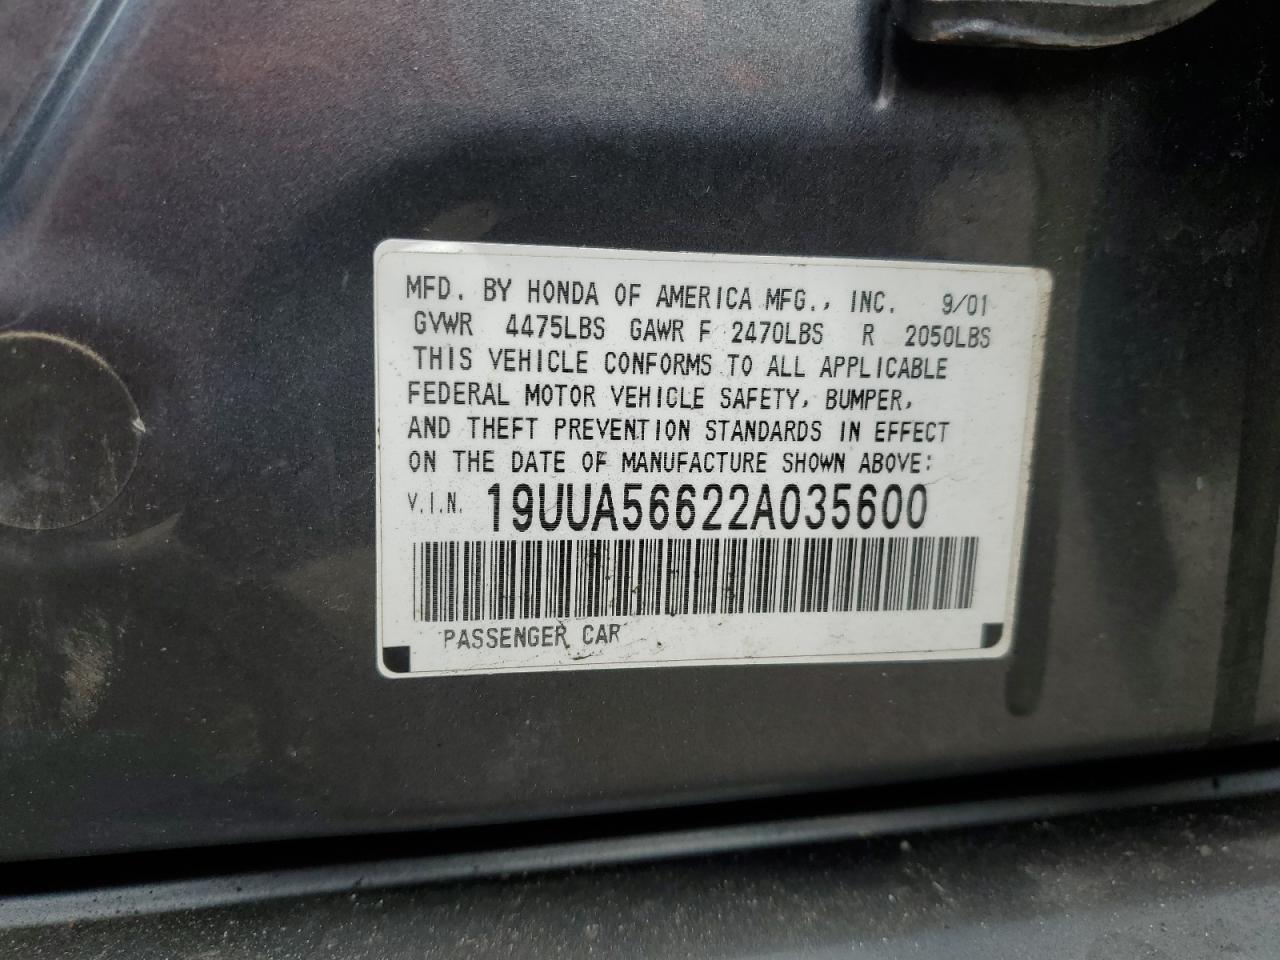 MFD. BY HONDA OF AMERICA MFG., INC. 9/01
GVWR 4475LBS GAWR F 2470LBS R 2050LBS
THIS VEHICLE CONFORMS TO ALL APPLICABLE
FEDERAL MOTOR VEHICLE SAFETY, BUMPER,
AND THEFT PREVENTION STANDARDS IN EFFECT
ON THE DATE OF MANUFACTURE SHOWN ABOVE:
V.I.N. 19UUA56622A035600
PASSENGER CAR